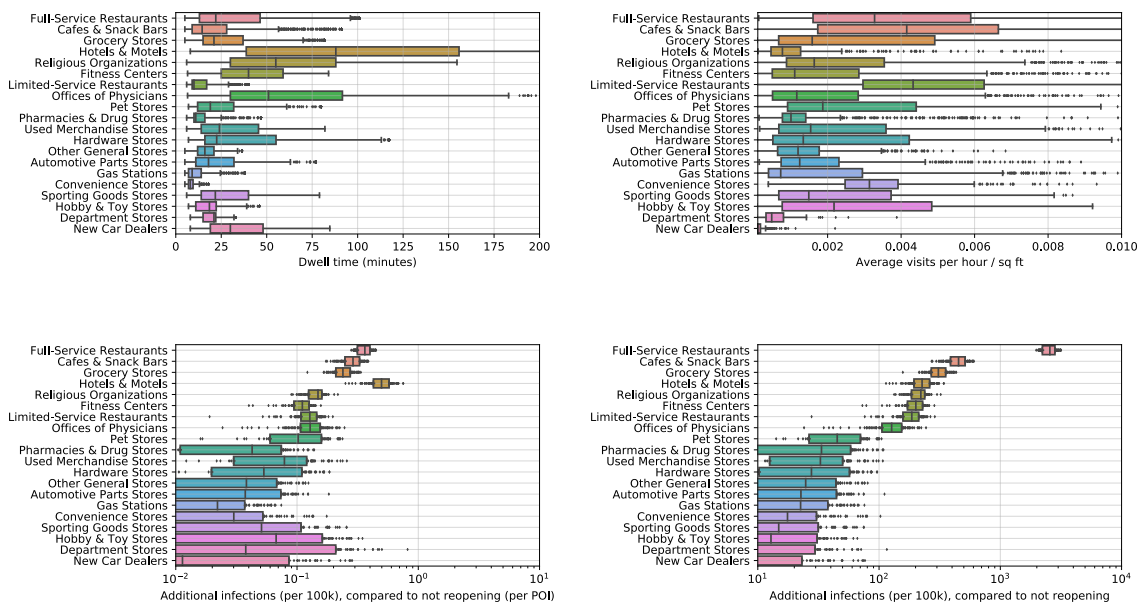 Full-Service Restaurants
Cafes & Snack Bars
Grocery Stores
Hotels & Motels
Religious Organizations
Fitness Centers
Limited-Service Restaurants
Offices of Physicians
Pet Stores
Pharmacies & Drug Stores
Used Merchandise Stores
Hardware Stores
Other General Stores
Automotive Parts Stores
Gas Stations
Convenience Stores
Sporting Goods Stores
Hobby & Toy Stores
Department Stores
New Car Dealers
0 25 50 75 100 125 150 175 200
Dwell time (minutes)
Full-Service Restaurants
Cafes & Snack Bars
Grocery Stores
Hotels & Motels
Religious Organizations
Fitness Centers
Limited-Service Restaurants
Offices of Physicians
Pet Stores
Pharmacies & Drug Stores
Used Merchandise Stores
Hardware Stores
Other General Stores
Automotive Parts Stores
Gas Stations
Convenience Stores
Sporting Goods Stores
Hobby & Toy Stores
Department Stores
New Car Dealers
0.002 0.004 0.006 0.008 0.010
Average visits per hour / sq ft
Full-Service Restaurants
Cafes & Snack Bars
Grocery Stores
Hotels & Motels
Religious Organizations
Fitness Centers
Limited-Service Restaurants
Offices of Physicians
Pet Stores
Pharmacies & Drug Stores
Used Merchandise Stores
Hardware Stores
Other General Stores
Automotive Parts Stores
Gas Stations
Convenience Stores
Sporting Goods Stores
Hobby & Toy Stores
Department Stores
New Car Dealers
10⁻² 10⁻¹ 10⁰ 10¹
Additional infections (per 100k), compared to not reopening (per POI)
Full-Service Restaurants
Cafes & Snack Bars
Grocery Stores
Hotels & Motels
Religious Organizations
Fitness Centers
Limited-Service Restaurants
Offices of Physicians
Pet Stores
Pharmacies & Drug Stores
Used Merchandise Stores
Hardware Stores
Other General Stores
Automotive Parts Stores
Gas Stations
Convenience Stores
Sporting Goods Stores
Hobby & Toy Stores
Department Stores
New Car Dealers
10¹ 10² 10³ 10⁴
Additional infections (per 100k), compared to not reopening